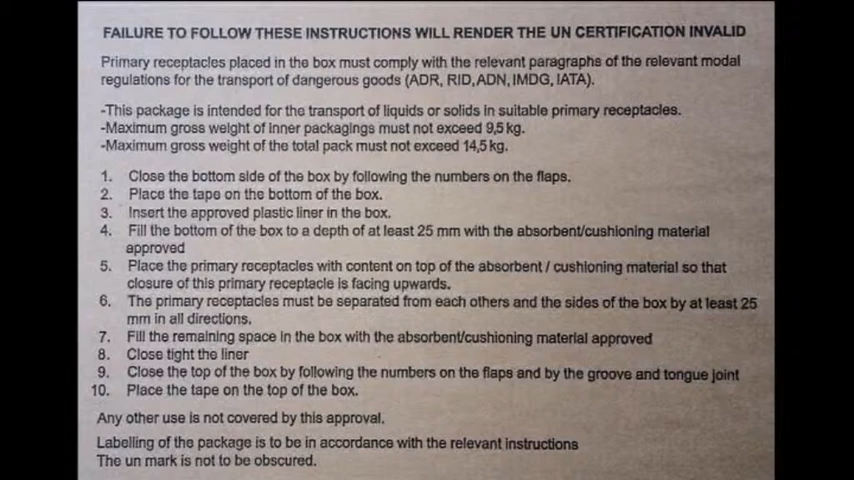 FAILURE TO FOLLOW THESE INSTRUCTIONS WILL RENDER THE UN CERTIFICATION INVALID
Primary receptacles placed in the box must comply with the relevant paragraphs of the relevant modal
regulations for the transport of dangerous goods (ADR, RID,ADN, IMDG, IATA).
-This package is intended for the transport of liquids or solids in suitable primary receptacles.
-Maximum gross weight of inner packagings must not exceed 9,5 kg.
-Maximum gross weight of the total pack must not exceed 14,5 kg.
1. Close the bottom side of the box by following the numbers on the flaps.
2. Place the tape on the bottom of the box.
3. Insert the approved plastic liner in the box.
4. Fill the bottom of the box to a depth of at least 25 mm with the absorbent/cushioning material
approved
5. Place the primary receptacles with content on top of the absorbent / cushioning material so that
closure of this primary receptacle is facing upwards.
6. The primary receptacles must be separated from each others and the sides of the box by at least 25
mm in all directions.
7. Fill the remaining space in the box with the absorbent/cushioning material approved
8. Close tight the liner
9. Close the top of the box by following the numbers on the flaps and by the groove and tongue joint
10. Place the tape on the top of the box.
Any other use is not covered by this approval.
Labelling of the package is to be in accordance with the relevant instructions
The un mark is not to be obscured.